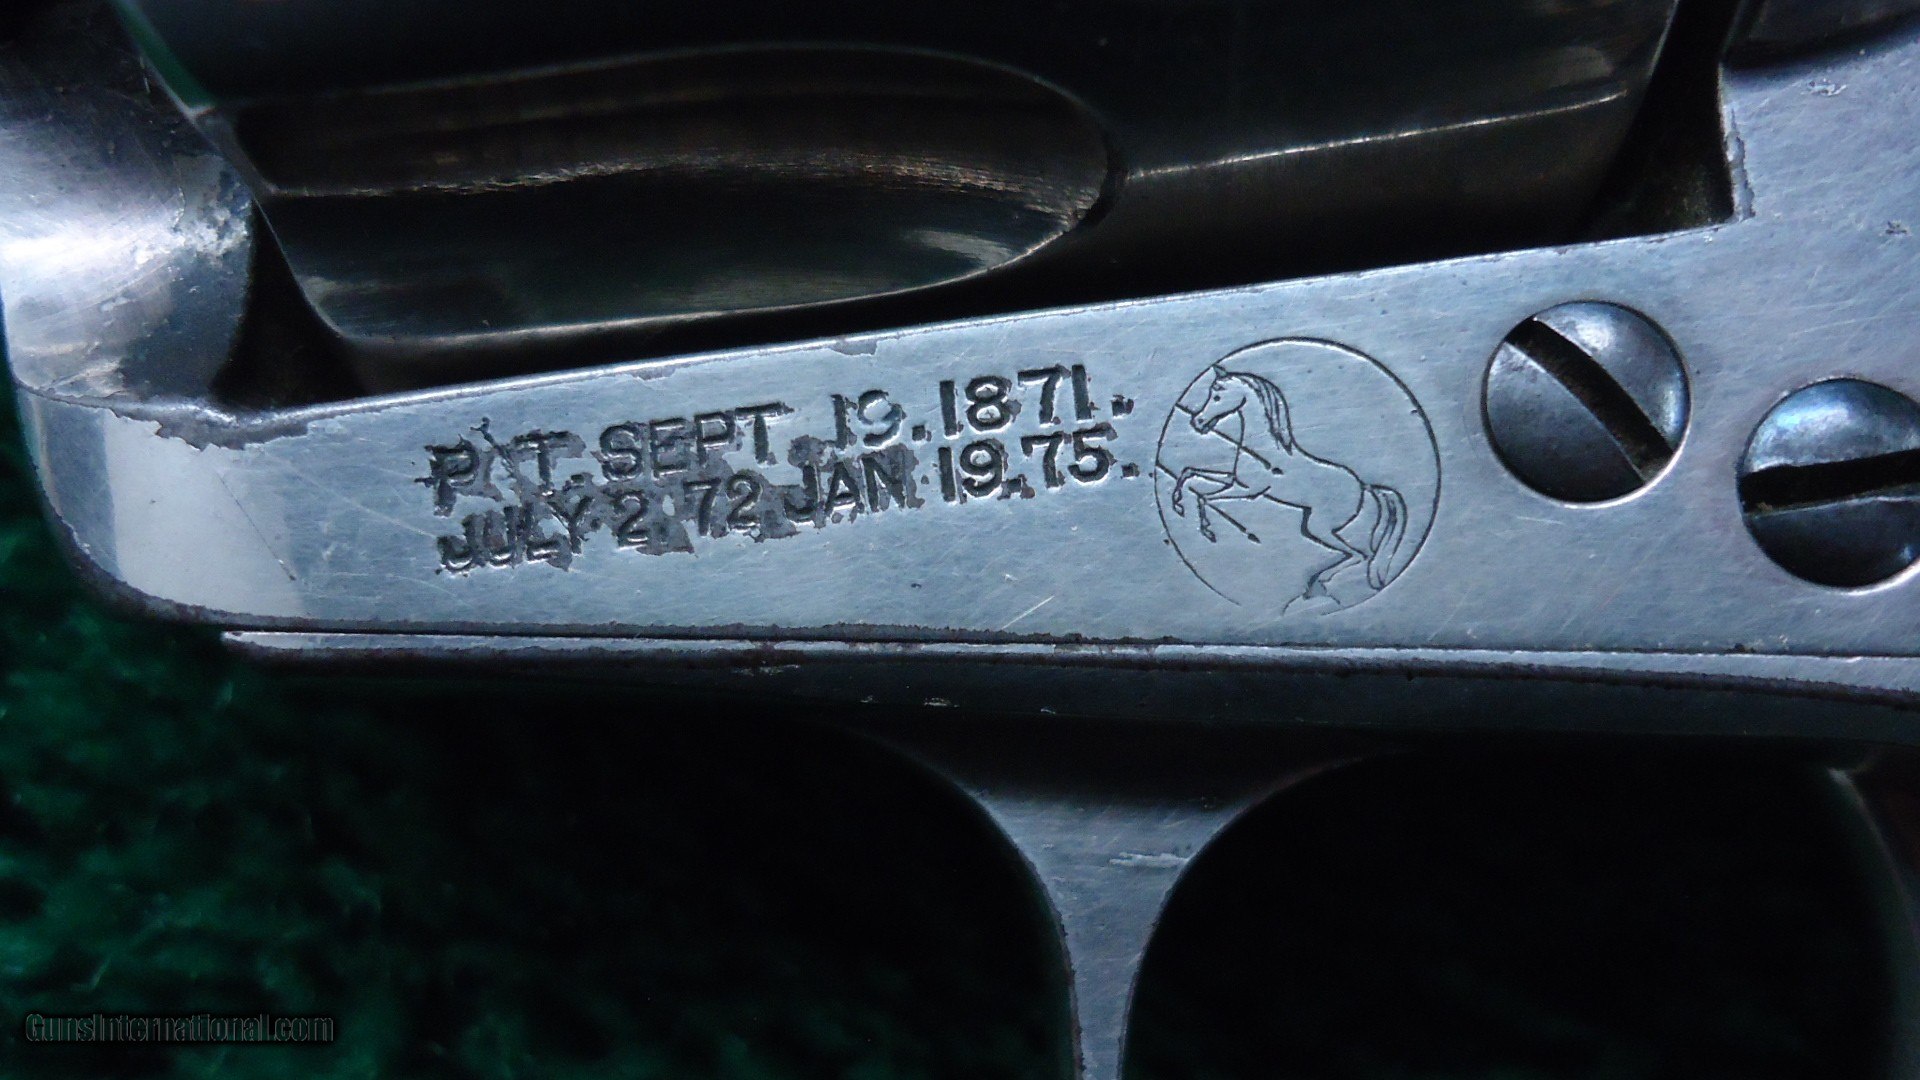 PAT. SEPT. 19. 1871.
JULY. 2. 72 JAN. 19. 75.
GunsInternational.com